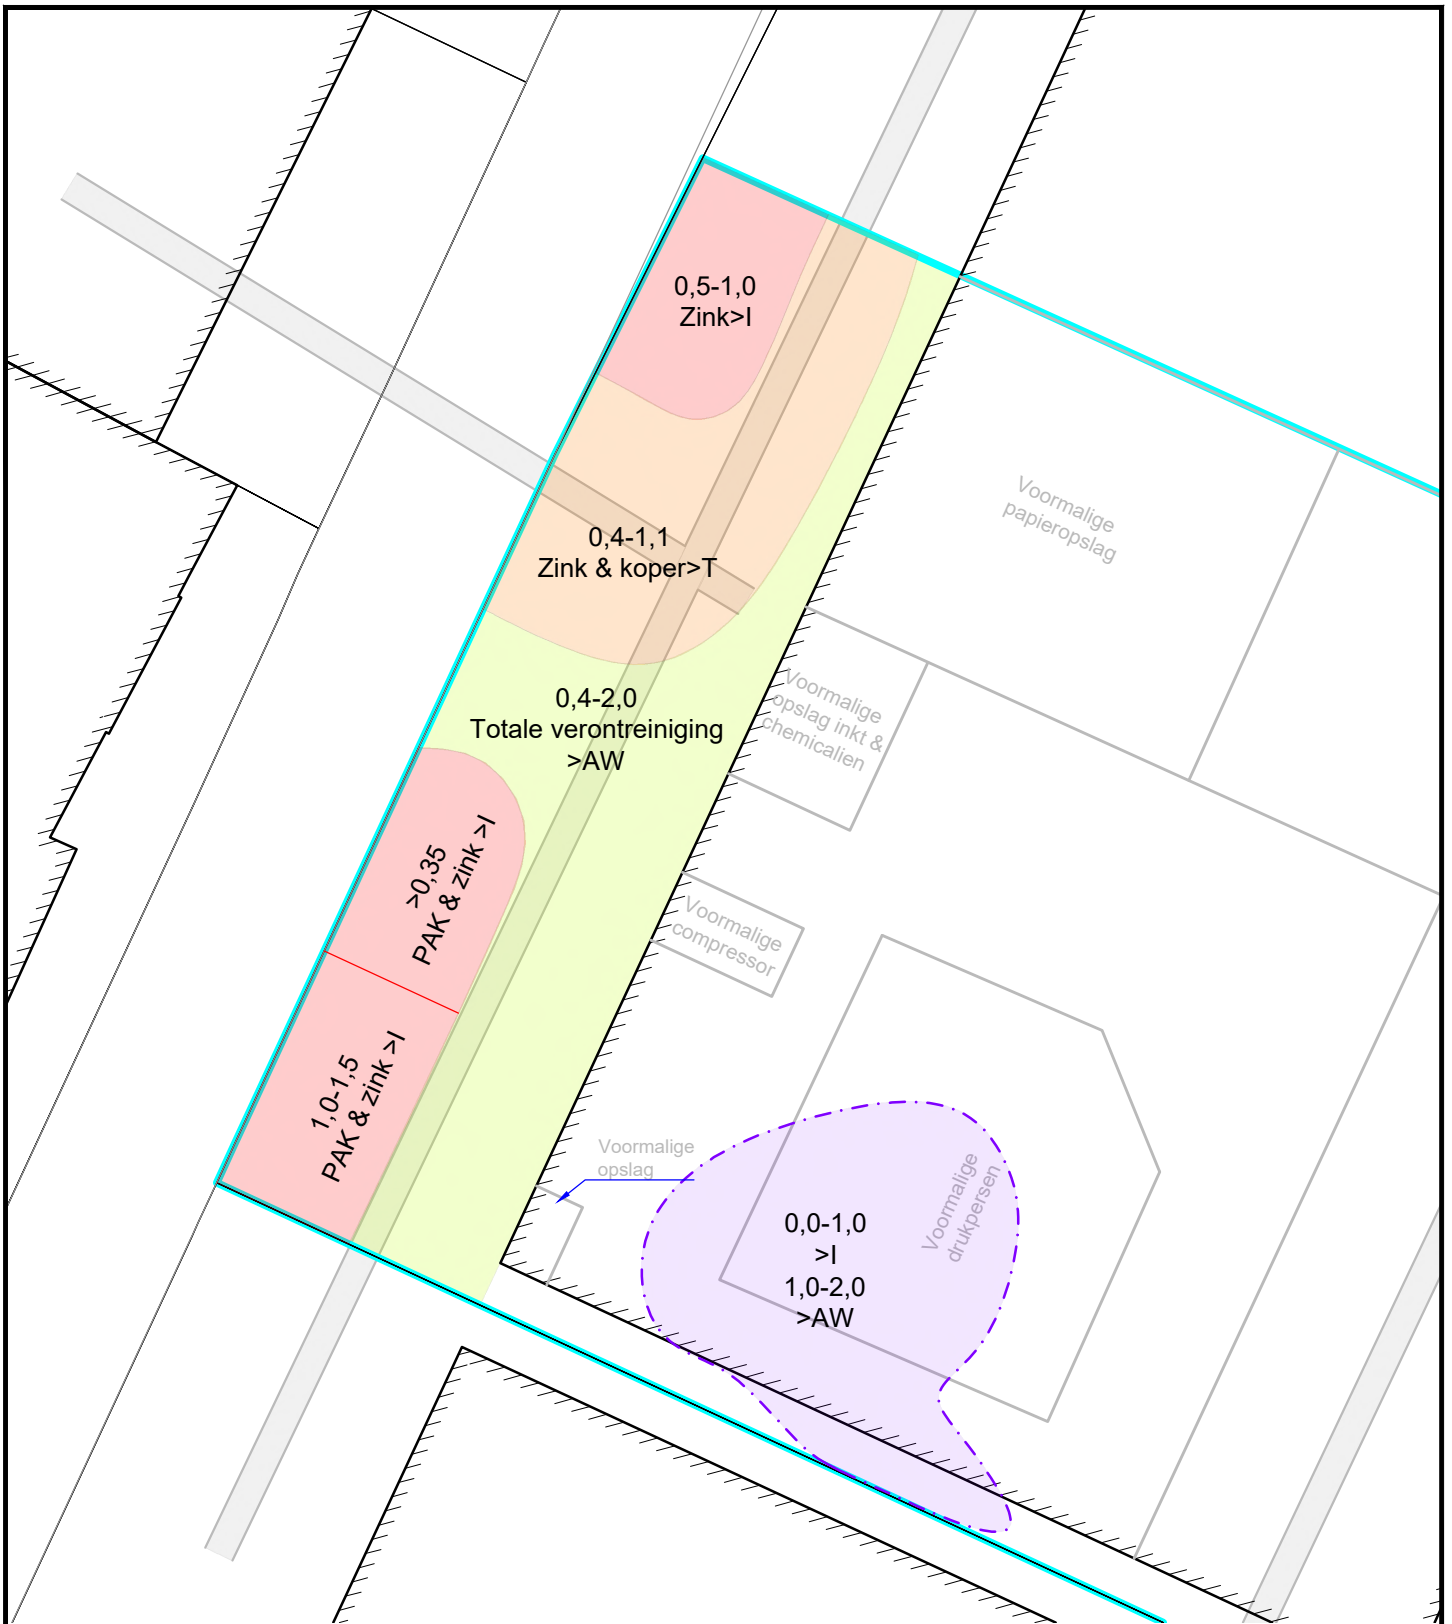 0,5-1,0
Zink>I
Voormalige
papieropslag
0,4-1,1
Zink & koper>T
0,4-2,0
Totale verontreiniging
>AW
Voormalige
opslag inkt &
chemicalien
>0,35
PAK & zink >I
Voormalige
compressor
1,0-1,5
PAK & zink >I
Voormalige
opslag
Voormalige
drukpersen
0,0-1,0
>I
1,0-2,0
>AW